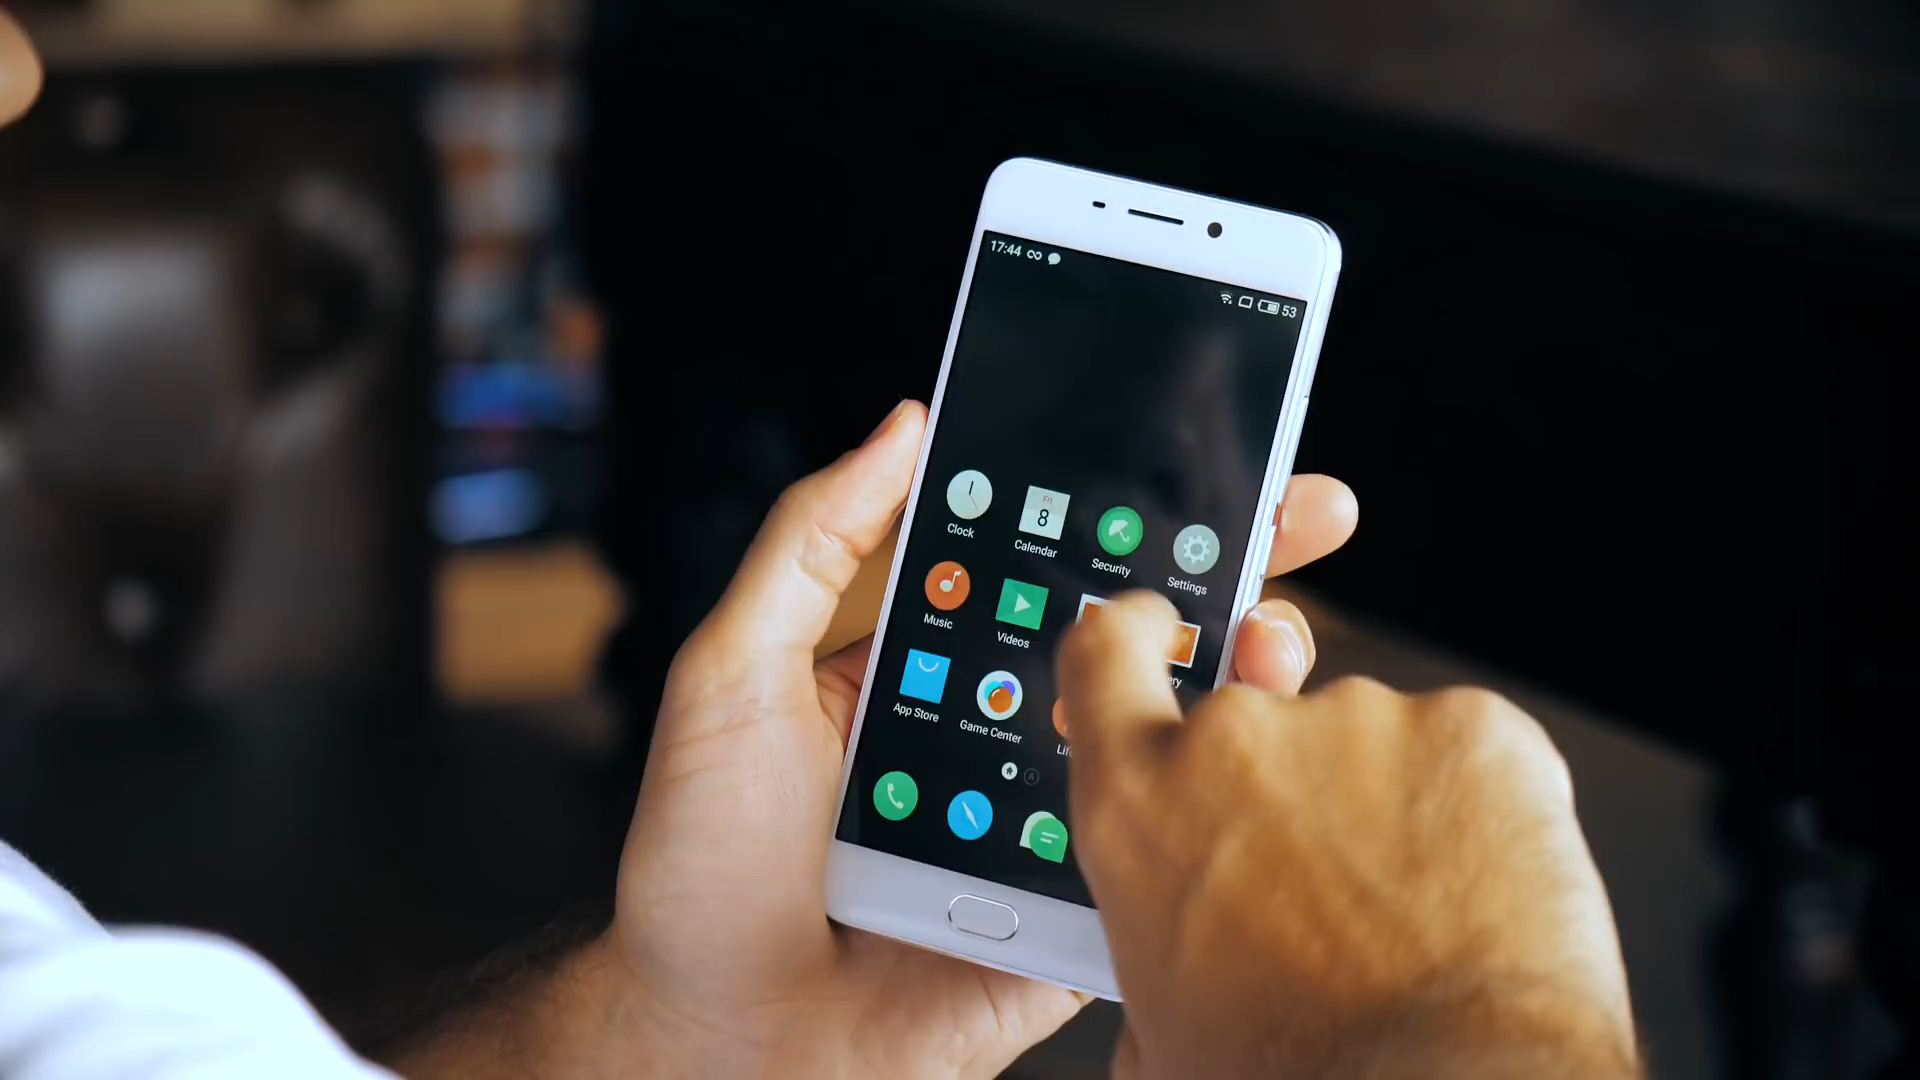 17:44
53
Clock
Fri
8
Calendar
Security
Settings
Music
Videos
App Store
Game Center
A